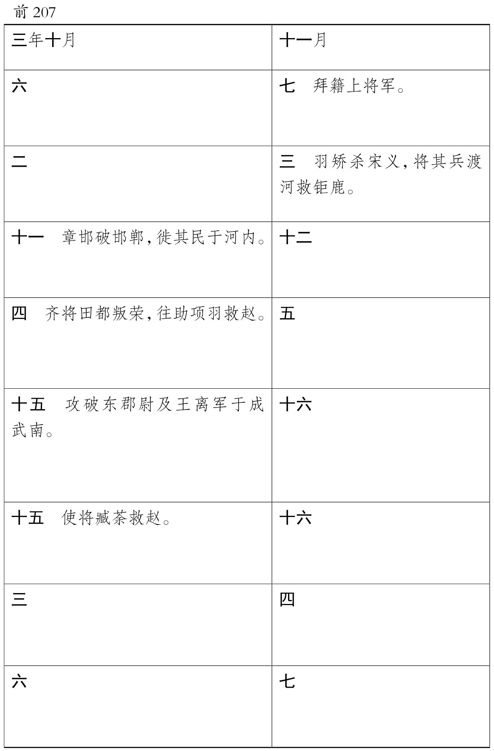 前 207
三年十月 十一月
六 七 拜籍上将军。
二 三 羽矫杀宋义，将其兵渡
河救钜鹿。
十一 章邯破邯郸，徙其民于河内。 十二
四 齐将田都叛荣，往助项羽救赵。 五
十五 攻破东郡尉及王离军于成 十六
武南。
十五 使将臧荼救赵。 十六
三 四
六 七